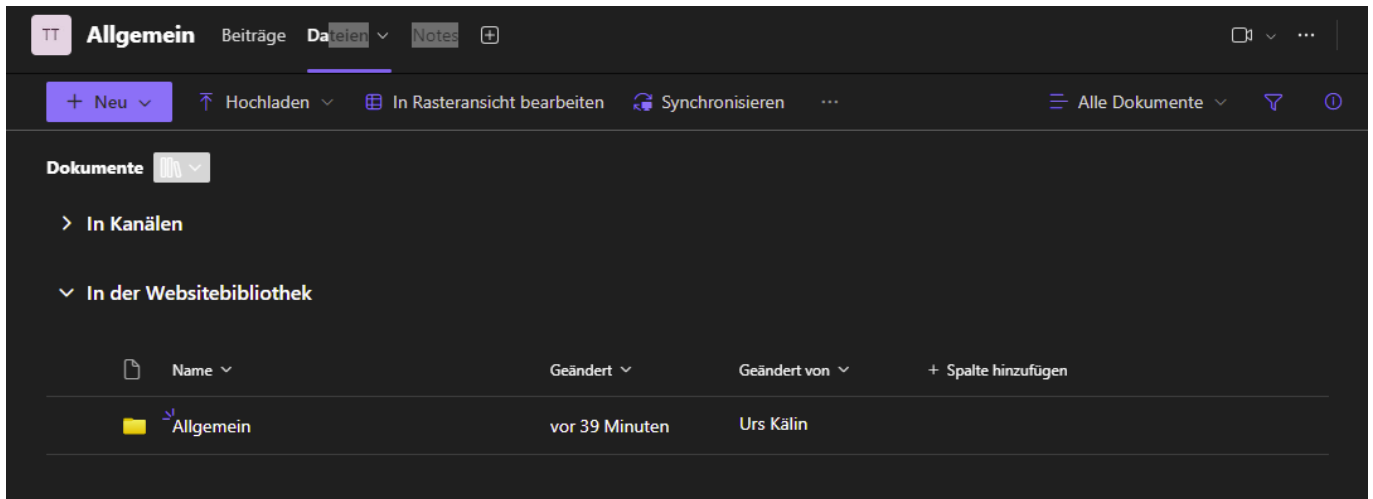 TT Allgemein Beiträge Dateien Notes
+ Neu Hochladen In Rasteransicht bearbeiten Synchronisieren ... Alle Dokumente
Dokumente
In Kanälen
In der Websitebibliothek
Name Geändert Geändert von + Spalte hinzufügen
Allgemein vor 39 Minuten Urs Kälin